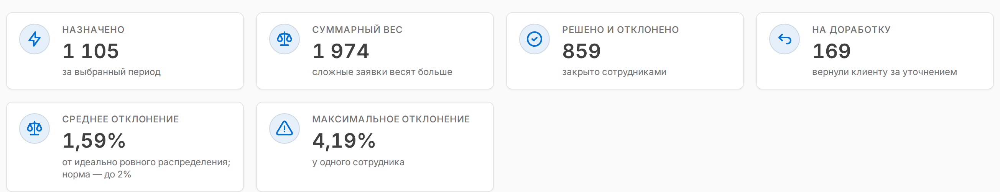 НАЗНАЧЕНО
1 105
за выбранный период
СУММАРНЫЙ ВЕС
1 974
сложные заявки весят больше
РЕШЕНО И ОТКЛОНЕНО
859
закрыто сотрудниками
НА ДОРАБОТКУ
169
вернули клиенту за уточнением
СРЕДНЕЕ ОТКЛОНЕНИЕ
1,59%
от идеально ровного распределения;
норма — до 2%
МАКСИМАЛЬНОЕ ОТКЛОНЕНИЕ
4,19%
у одного сотрудника